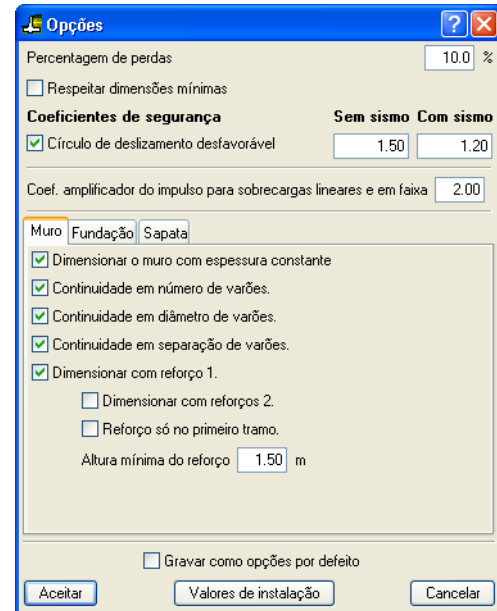 Opções
Percentagem de perdas 10.0 %
Respeitar dimensões mínimas
Coeficientes de segurança Sem sismo Com sismo
Círculo de deslizamento desfavorável 1.50 1.20
Coef. amplificador do impulso para sobrecargas lineares e em faixa 2.00
Muro Fundação Sapata
Dimensionar o muro com espessura constante
Continuidade em número de varões.
Continuidade em diâmetro de varões.
Continuidade em separação de varões.
Dimensionar com reforço 1.
Dimensionar com reforços 2.
Reforço só no primeiro tramo.
Altura mínima do reforço 1.50 m
Gravar como opções por defeito
Aceitar Valores de instalação Cancelar